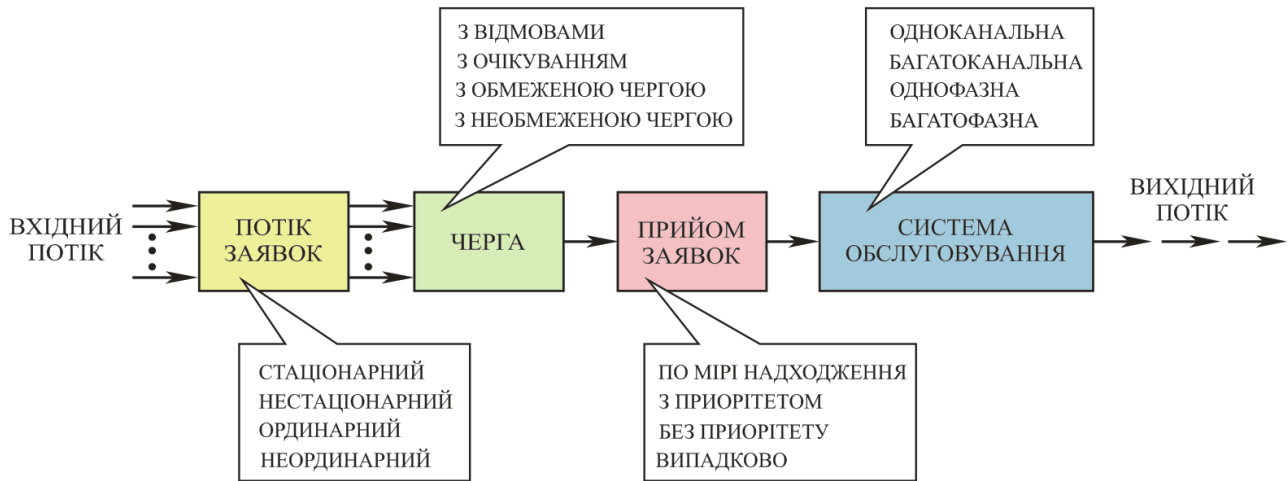 З ВІДМОВАМИ
З ОЧІКУВАННЯМ
З ОБМЕЖЕНОЮ ЧЕРГОЮ
З НЕОБМЕЖЕНОЮ ЧЕРГОЮ
ОДНОКАНАЛЬНА
БАГАТОКАНАЛЬНА
ОДНОФАЗНА
БАГАТОФАЗНА
ВХІДНИЙ
ПОТІК
ПОТІК
ЗАЯВОК
ЧЕРГА
ПРИЙОМ
ЗАЯВОК
СИСТЕМА
ОБСЛУГОВУВАННЯ
ВИХІДНИЙ
ПОТІК
СТАЦІОНАРНИЙ
НЕСТАЦІОНАРНИЙ
ОРДИНАРНИЙ
НЕОРДИНАРНИЙ
ПО МІРІ НАДХОДЖЕННЯ
З ПРИОРІТЕТОМ
БЕЗ ПРИОРІТЕТУ
ВИПАДКОВО